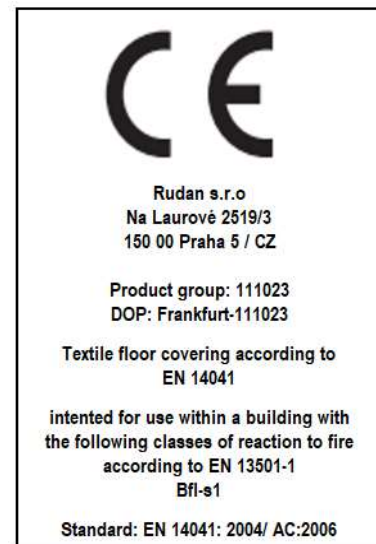 CE
Rudan s.r.o
Na Laurové 2519/3
150 00 Praha 5 / CZ
Product group: 111023
DOP: Frankfurt-111023
Textile floor covering according to
EN 14041
intented for use within a building with
the following classes of reaction to fire
according to EN 13501-1
Bfl-s1
Standard: EN 14041: 2004/ AC:2006